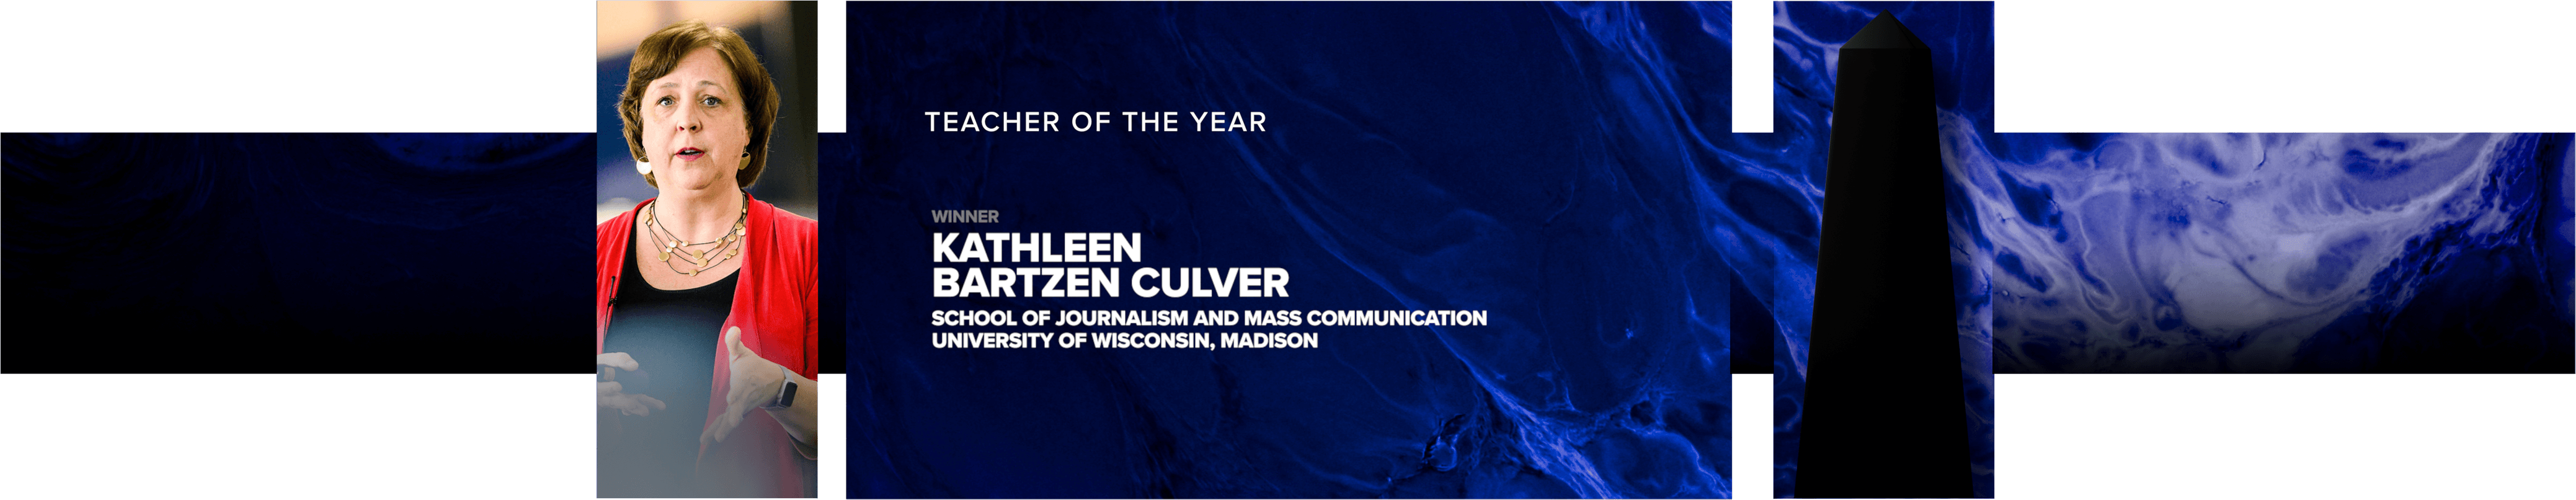 TEACHER OF THE YEAR
WINNER
KATHLEEN
BARTZEN CULVER
SCHOOL OF JOURNALISM AND MASS COMMUNICATION
UNIVERSITY OF WISCONSIN, MADISON